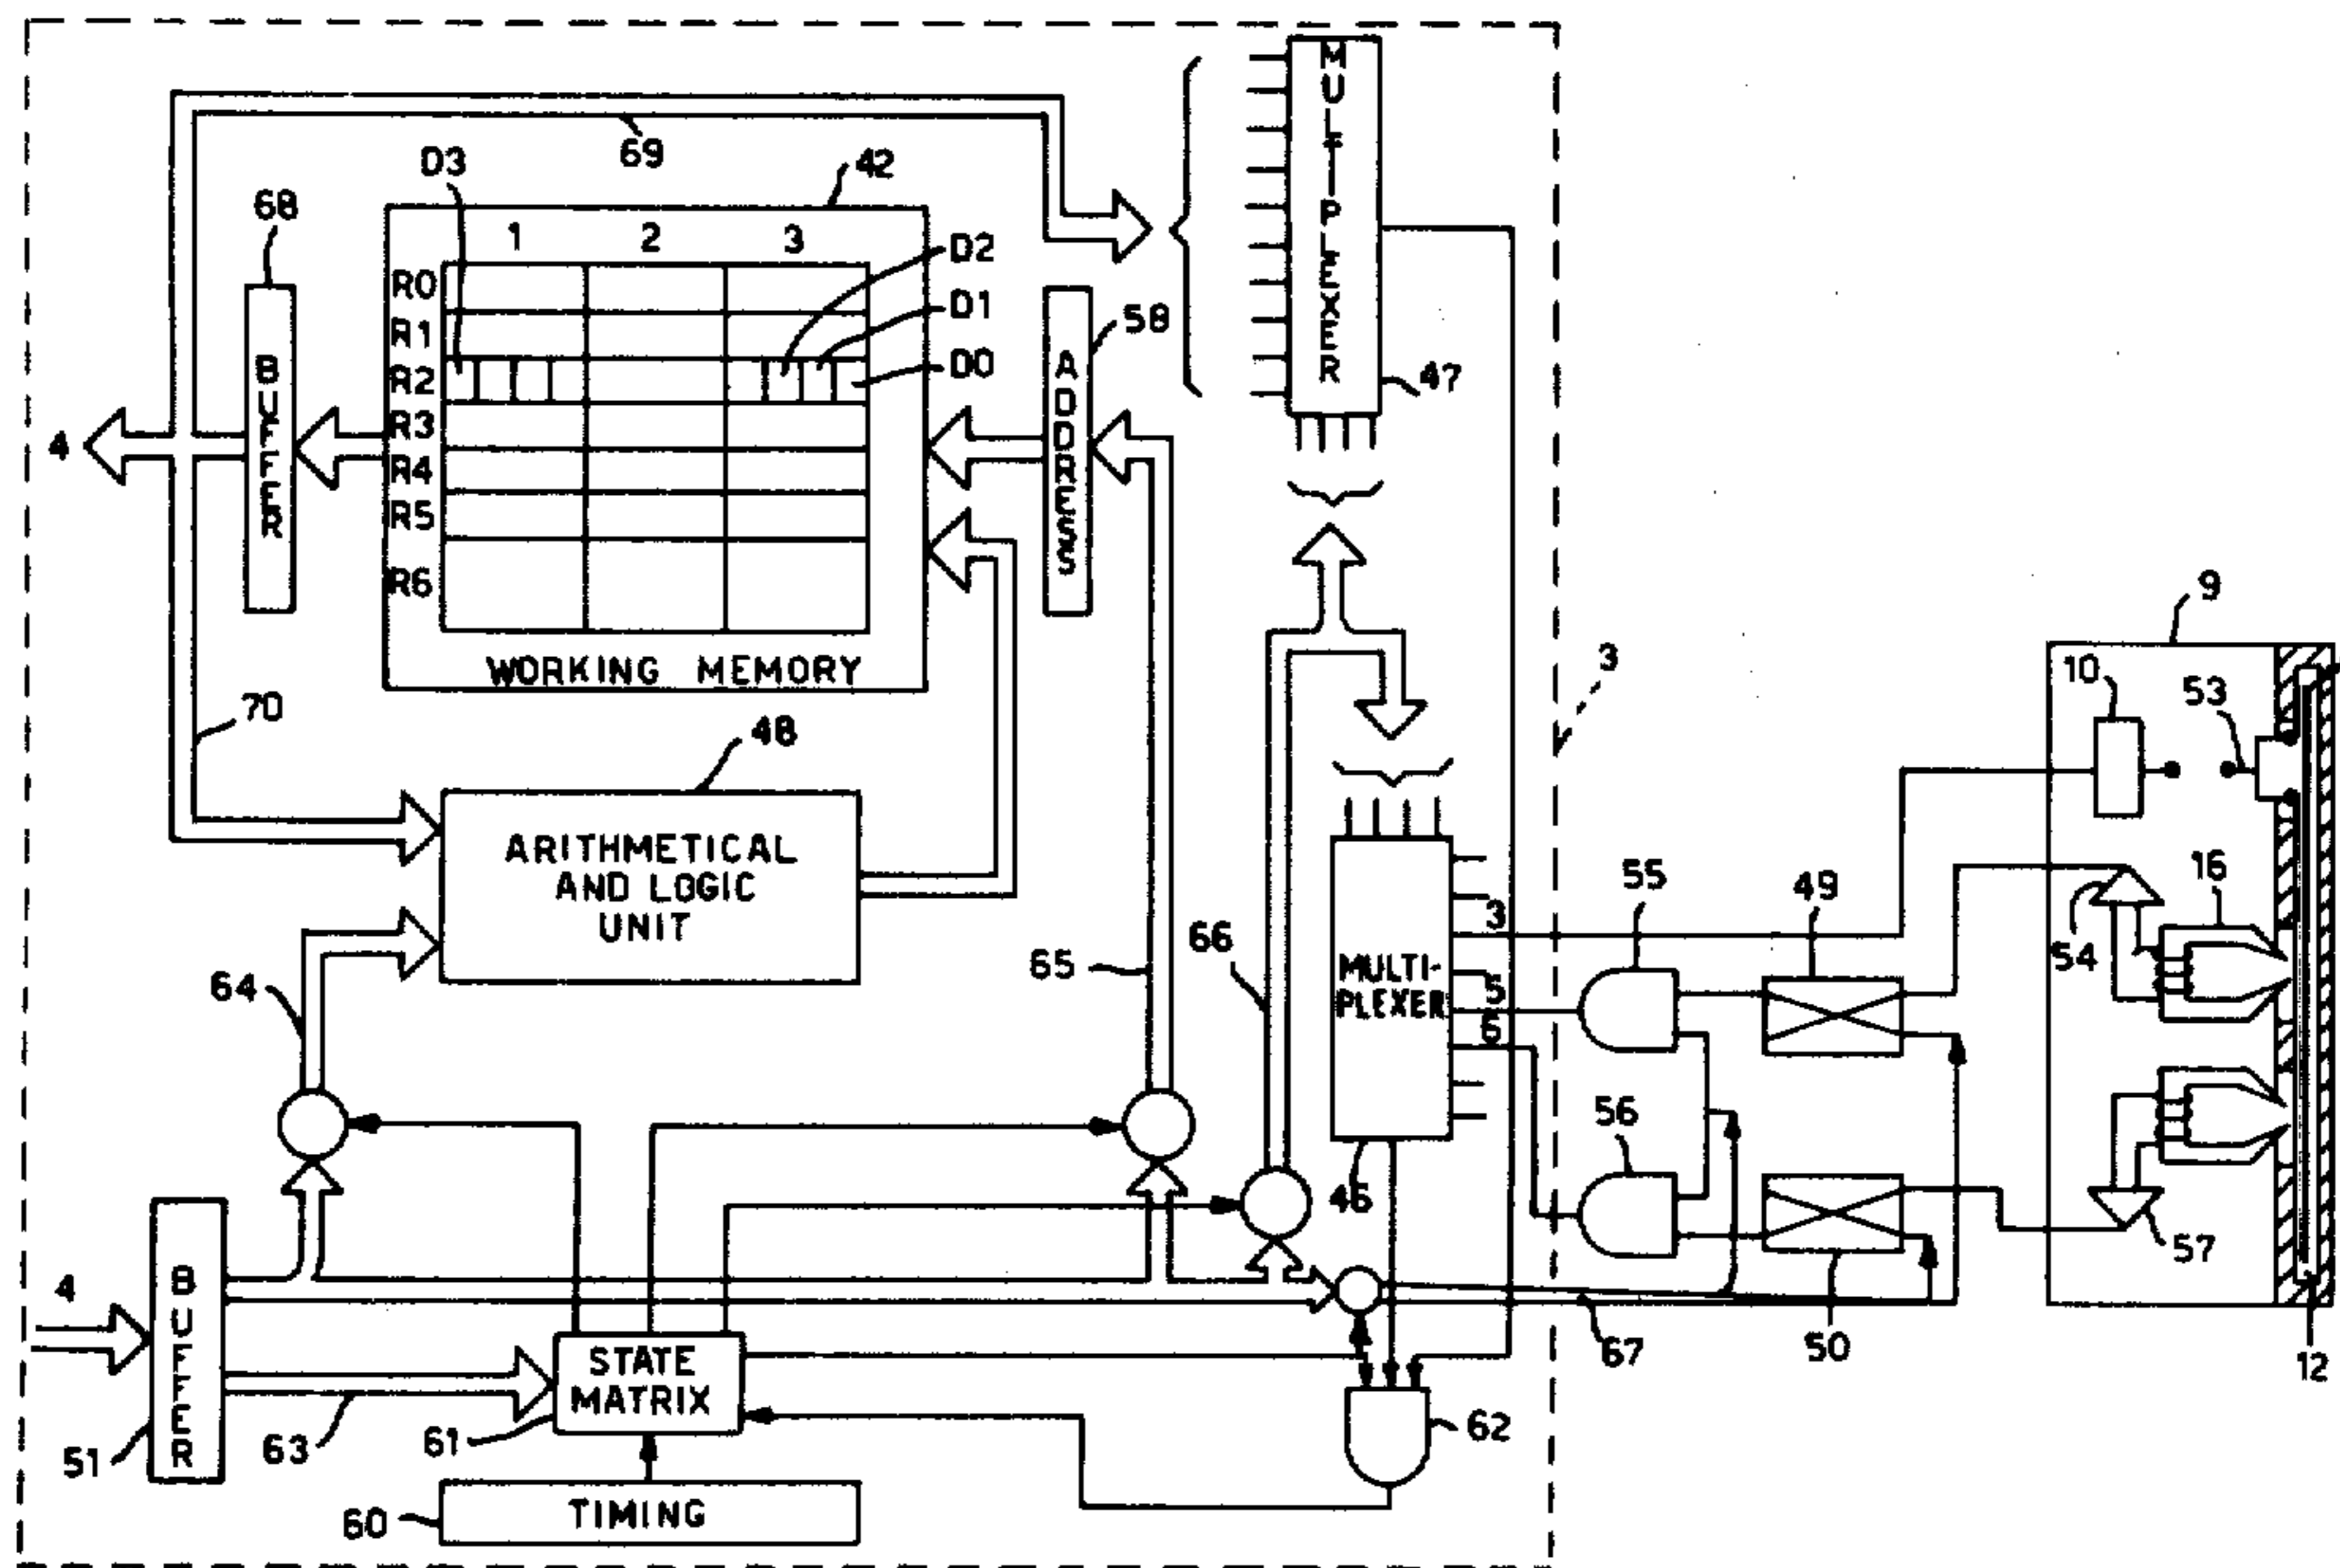 69
D3
42
68
1 2 3
D2
R0
D1
58
R1
R2
D0
R3
R4
R5
R6
BUFFER
ADDRESS
MULTIPLEXER
47
4
WORKING MEMORY
70
48
ARITHMETICAL
AND LOGIC
UNIT
3
9
10
53
64
65
66
MULTI-
PLEXER
3
5
6
46
55
49
54
16
56
57
50
67
12
4
BUFFER
51
63
STATE
MATRIX
61
62
60
TIMING